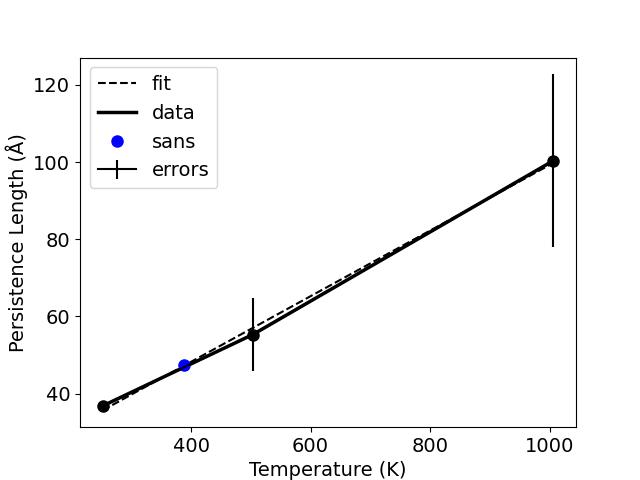 fit
data
sans
errors
Persistence Length (Å)
120
100
80
60
40
400 600 800 1000
Temperature (K)